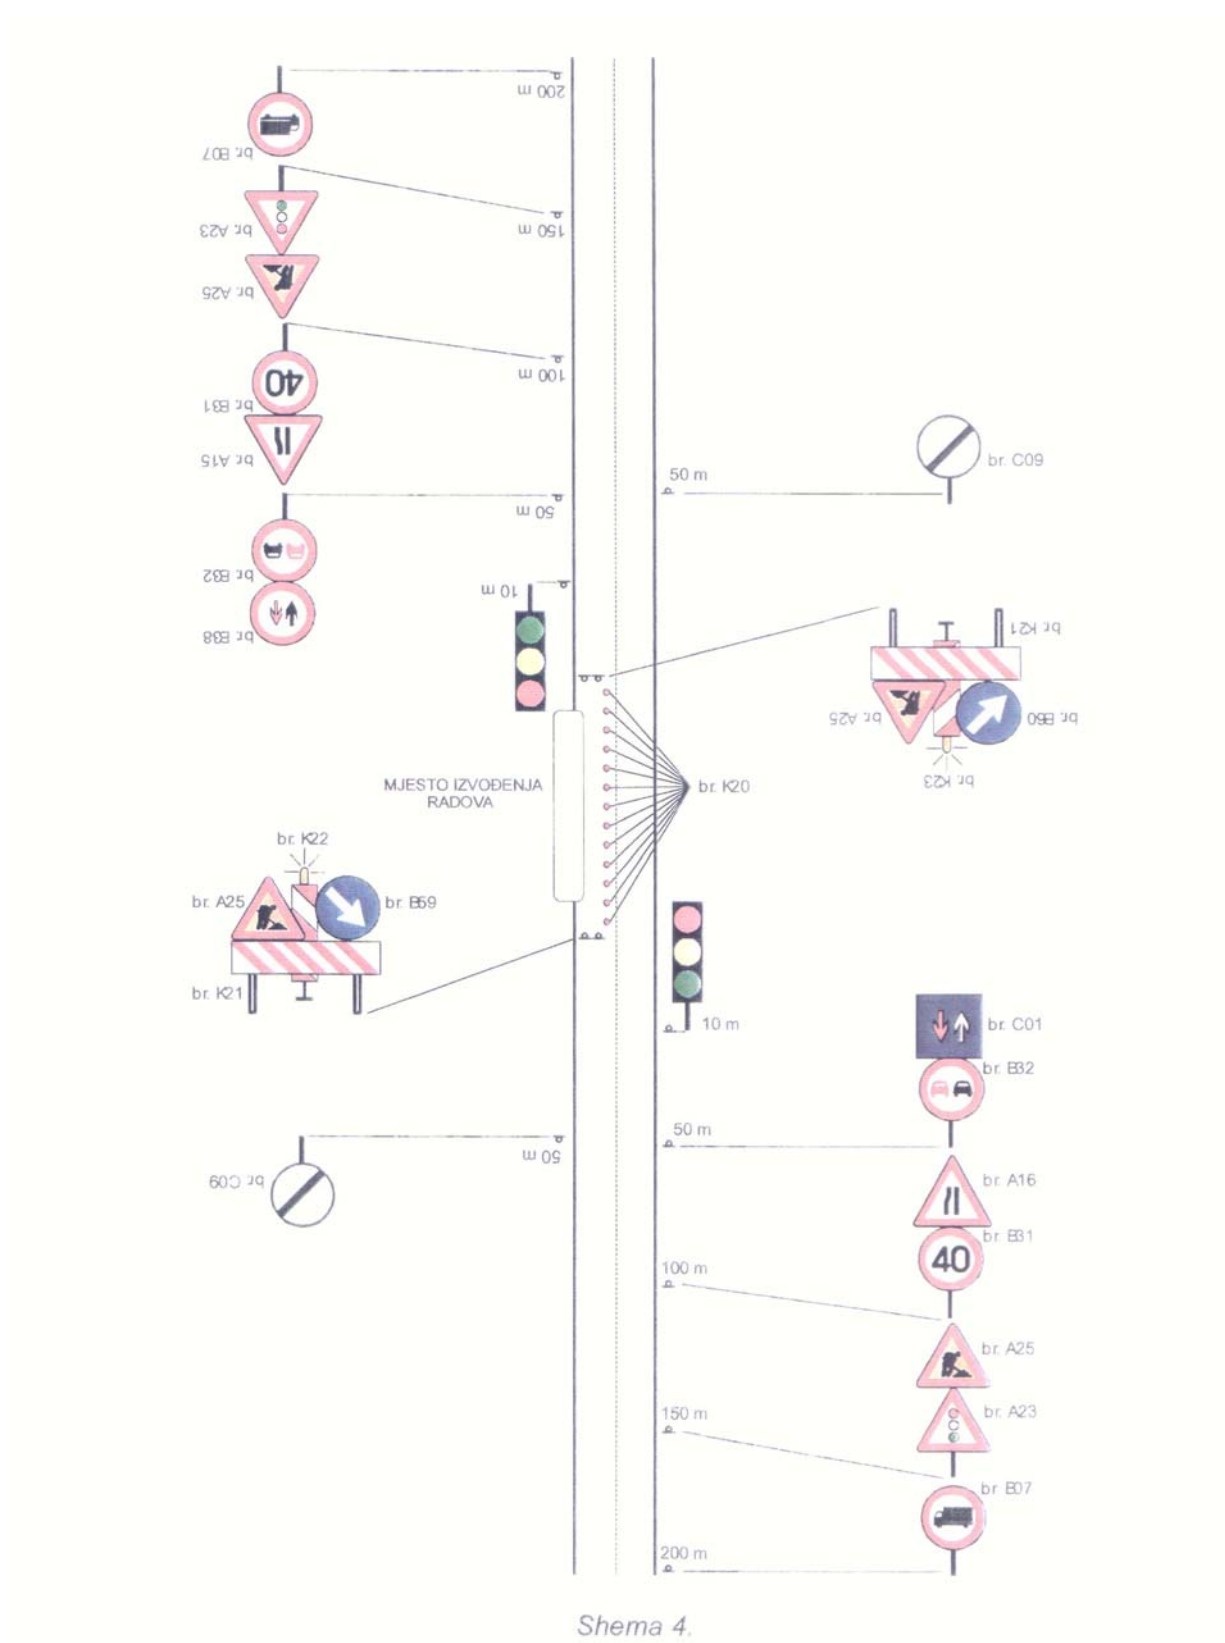 200 m
br. B07
br. A23
150 m
br. A25
100 m
40
br. B31
br. A15
50 m
br. B32
10 m
br. B38
50 m
br. C09
br. K21
br. A25
br. B60
br. K23
MJESTO IZVOĐENJA
RADOVA
br. K20
br. K22
br. A25
br. B59
br. K21
10 m
br. C01
br. B32
50 m
50 m
br. C09
br. A16
br. B31
40
100 m
br. A25
150 m
br. A23
br. B07
200 m
Shema 4.